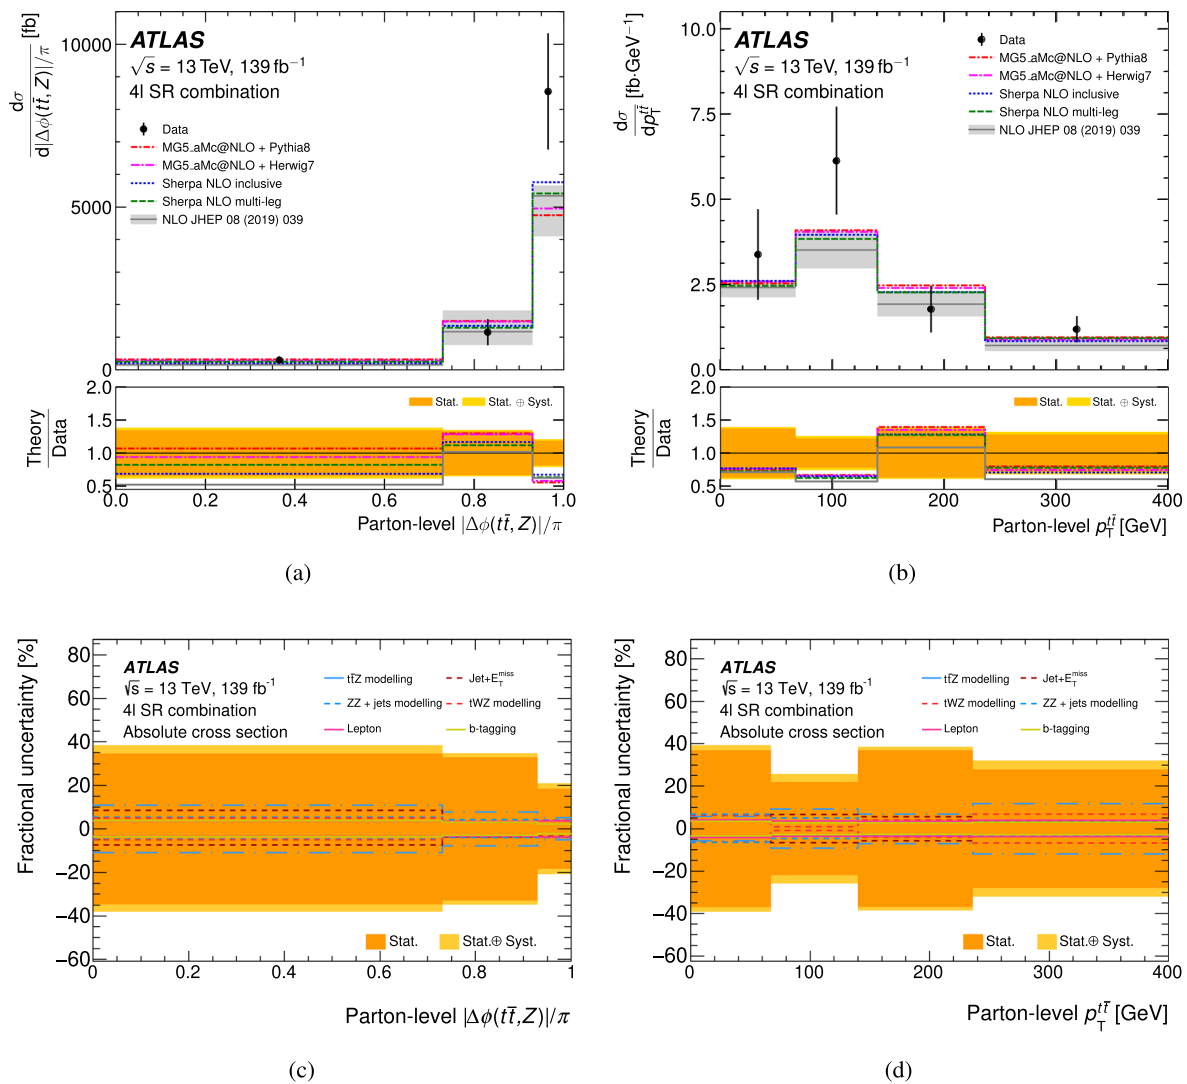 dσ
d|Δϕ(tt̄, Z)|/π
[fb]
10000
5000
0
ATLAS
√s = 13 TeV, 139 fb⁻¹
4l SR combination
Data
MG5_aMc@NLO + Pythia8
MG5_aMc@NLO + Herwig7
Sherpa NLO inclusive
Sherpa NLO multi-leg
NLO JHEP 08 (2019) 039
Theory
Data
2.0
1.5
1.0
0.5
Stat.
Stat. ⊕ Syst.
0.0 0.2 0.4 0.6 0.8 1.0
Parton-level |Δϕ(tt̄, Z)|/π
(a)
dσ
dp_T^{tt̄}
[fb·GeV⁻¹]
10.0
7.5
5.0
2.5
0.0
ATLAS
√s = 13 TeV, 139 fb⁻¹
4l SR combination
Data
MG5_aMc@NLO + Pythia8
MG5_aMc@NLO + Herwig7
Sherpa NLO inclusive
Sherpa NLO multi-leg
NLO JHEP 08 (2019) 039
Theory
Data
2.0
1.5
1.0
0.5
Stat.
Stat. ⊕ Syst.
0 100 200 300 400
Parton-level p_T^{tt̄} [GeV]
(b)
Fractional uncertainty [%]
80
60
40
20
0
−20
−40
−60
ATLAS
√s = 13 TeV, 139 fb⁻¹
4l SR combination
Absolute cross section
tt̄Z modelling
Jet+E_T^{miss}
ZZ + jets modelling
tWZ modelling
Lepton
b-tagging
Stat.
Stat.⊕ Syst.
0 0.2 0.4 0.6 0.8 1
Parton-level |Δϕ(tt̄,Z)|/π
(c)
Fractional uncertainty [%]
80
60
40
20
0
−20
−40
−60
ATLAS
√s = 13 TeV, 139 fb⁻¹
4l SR combination
Absolute cross section
tt̄Z modelling
Jet+E_T^{miss}
tWZ modelling
ZZ + jets modelling
Lepton
b-tagging
Stat.
Stat.⊕ Syst.
0 100 200 300 400
Parton-level p_T^{tt̄} [GeV]
(d)